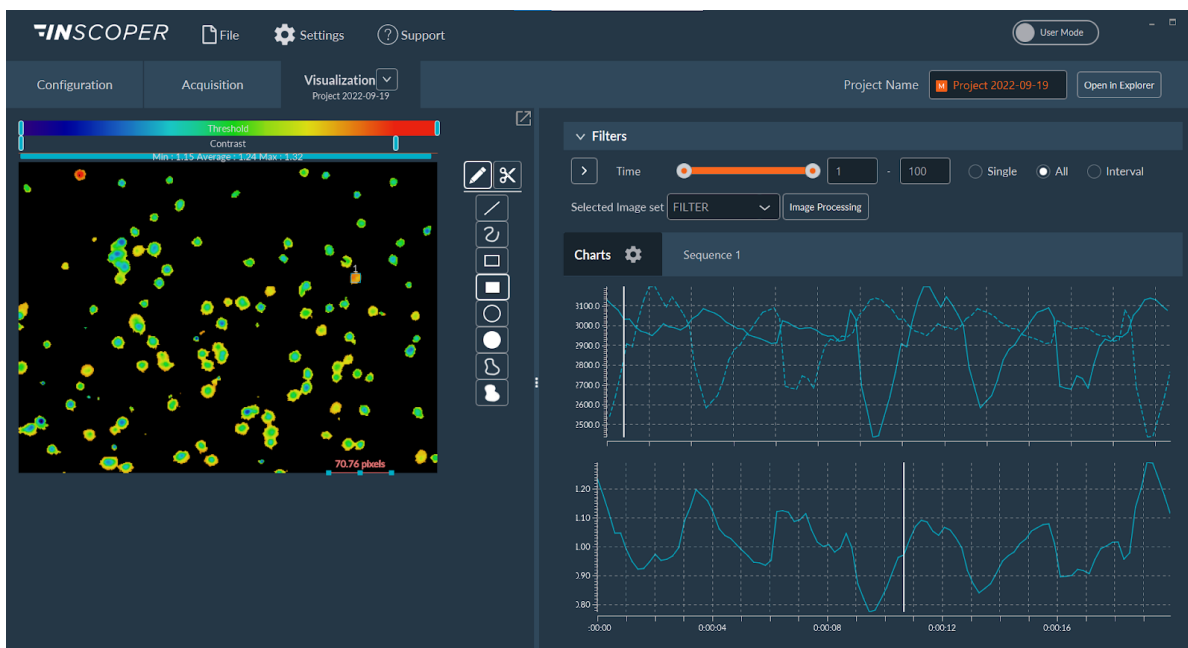 INSCOPER
File
Settings
? Support
User Mode
Configuration
Acquisition
Visualization
Project 2022-09-19
Project Name
M Project 2022-09-19
Open In Explorer
Threshold
Contrast
Min : 1.15 Average : 1.24 Max : 1.32
1
70.76 pixels
Filters
Time
1
-
100
Single
All
Interval
Selected Image set
FILTER
Image Processing
Charts
Sequence 1
3100.0
3000.0
2900.0
2800.0
2700.0
2600.0
2500.0
1.20
1.10
1.00
0.90
0.80
:00:00
0:00:04
0:00:08
0:00:12
0:00:16